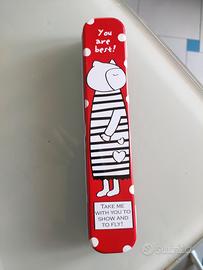 You are
best!
TAKE ME
WITH YOU TO
SHOW AND
TO FLY!